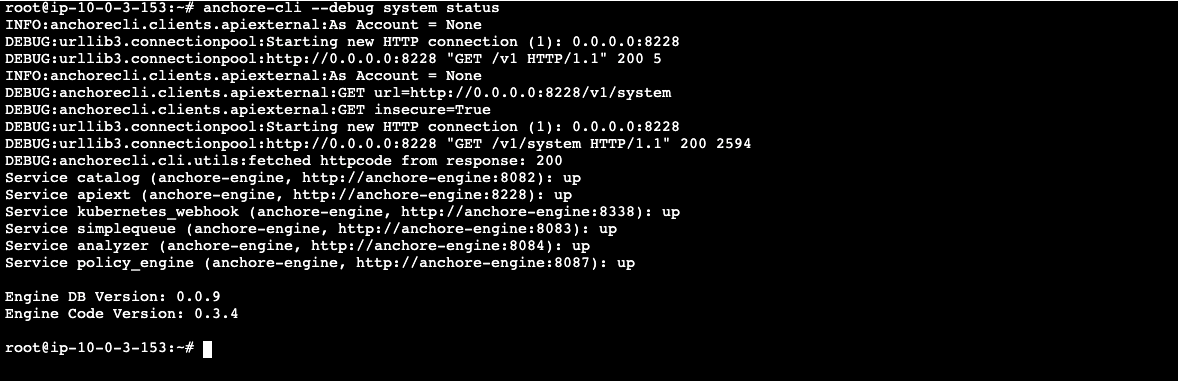 root@ip-10-0-3-153:~# anchore-cli --debug system status
INFO:anchorecli.clients.apiexternal:As Account = None
DEBUG:urllib3.connectionpool:Starting new HTTP connection (1): 0.0.0.0:8228
DEBUG:urllib3.connectionpool:http://0.0.0.0:8228 "GET /v1 HTTP/1.1" 200 5
INFO:anchorecli.clients.apiexternal:As Account = None
DEBUG:anchorecli.clients.apiexternal:GET url=http://0.0.0.0:8228/v1/system
DEBUG:anchorecli.clients.apiexternal:GET insecure=True
DEBUG:urllib3.connectionpool:Starting new HTTP connection (1): 0.0.0.0:8228
DEBUG:urllib3.connectionpool:http://0.0.0.0:8228 "GET /v1/system HTTP/1.1" 200 2594
DEBUG:anchorecli.cli.utils:fetched httpcode from response: 200
Service catalog (anchore-engine, http://anchore-engine:8082): up
Service apiext (anchore-engine, http://anchore-engine:8228): up
Service kubernetes_webhook (anchore-engine, http://anchore-engine:8338): up
Service simplequeue (anchore-engine, http://anchore-engine:8083): up
Service analyzer (anchore-engine, http://anchore-engine:8084): up
Service policy_engine (anchore-engine, http://anchore-engine:8087): up
Engine DB Version: 0.0.9
Engine Code Version: 0.3.4
root@ip-10-0-3-153:~#